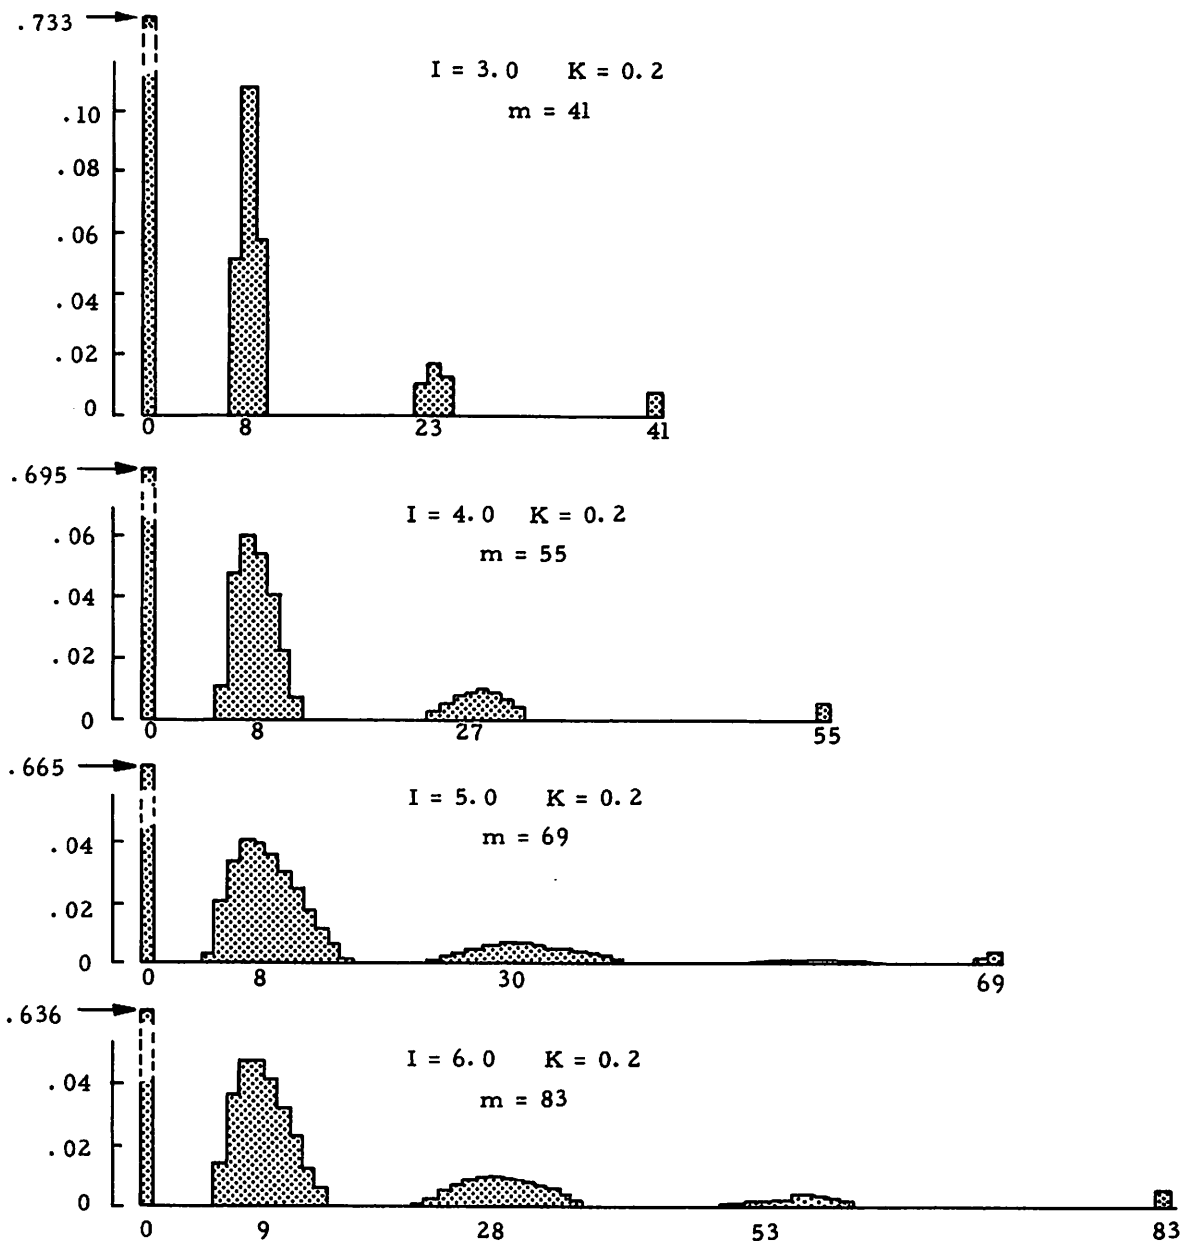 .733
I = 3.0 K = 0.2
m = 41
.10
.08
.06
.04
.02
0
0 8 23 41
.695
I = 4.0 K = 0.2
m = 55
.06
.04
.02
0
0 8 27 55
.665
I = 5.0 K = 0.2
m = 69
.04
.02
0
0 8 30 69
.636
I = 6.0 K = 0.2
m = 83
.04
.02
0
0 9 28 53 83